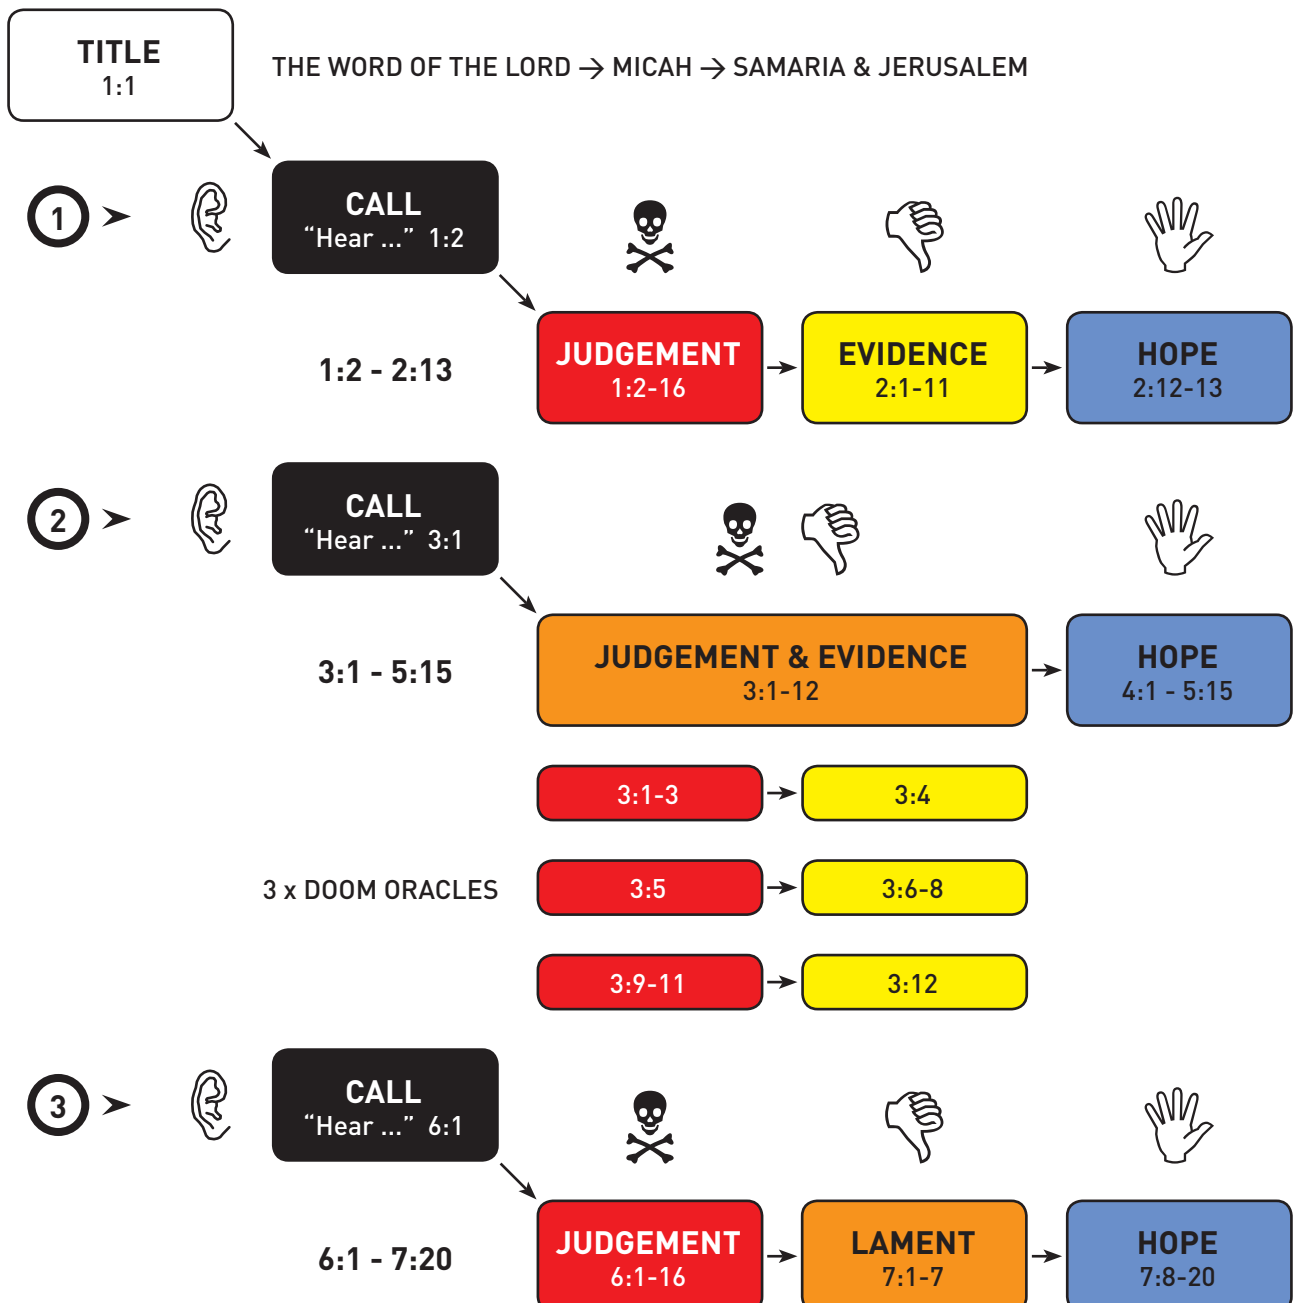 TITLE
1:1
THE WORD OF THE LORD → MICAH → SAMARIA & JERUSALEM
1
CALL
“Hear ...” 1:2
1:2 - 2:13
JUDGEMENT
1:2-16
EVIDENCE
2:1-11
HOPE
2:12-13
2
CALL
“Hear ...” 3:1
3:1 - 5:15
JUDGEMENT & EVIDENCE
3:1-12
HOPE
4:1 - 5:15
3:1-3
3:4
3 x DOOM ORACLES
3:5
3:6-8
3:9-11
3:12
3
CALL
“Hear ...” 6:1
6:1 - 7:20
JUDGEMENT
6:1-16
LAMENT
7:1-7
HOPE
7:8-20